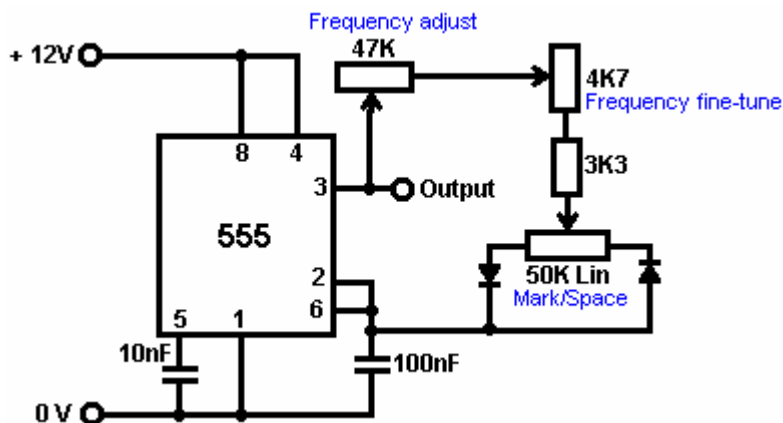 Frequency adjust
47K
+ 12V
4K7
Frequency fine-tune
8
4
3
Output
3K3
555
2
6
50K Lin
Mark/Space
5
1
10nF
100nF
0 V